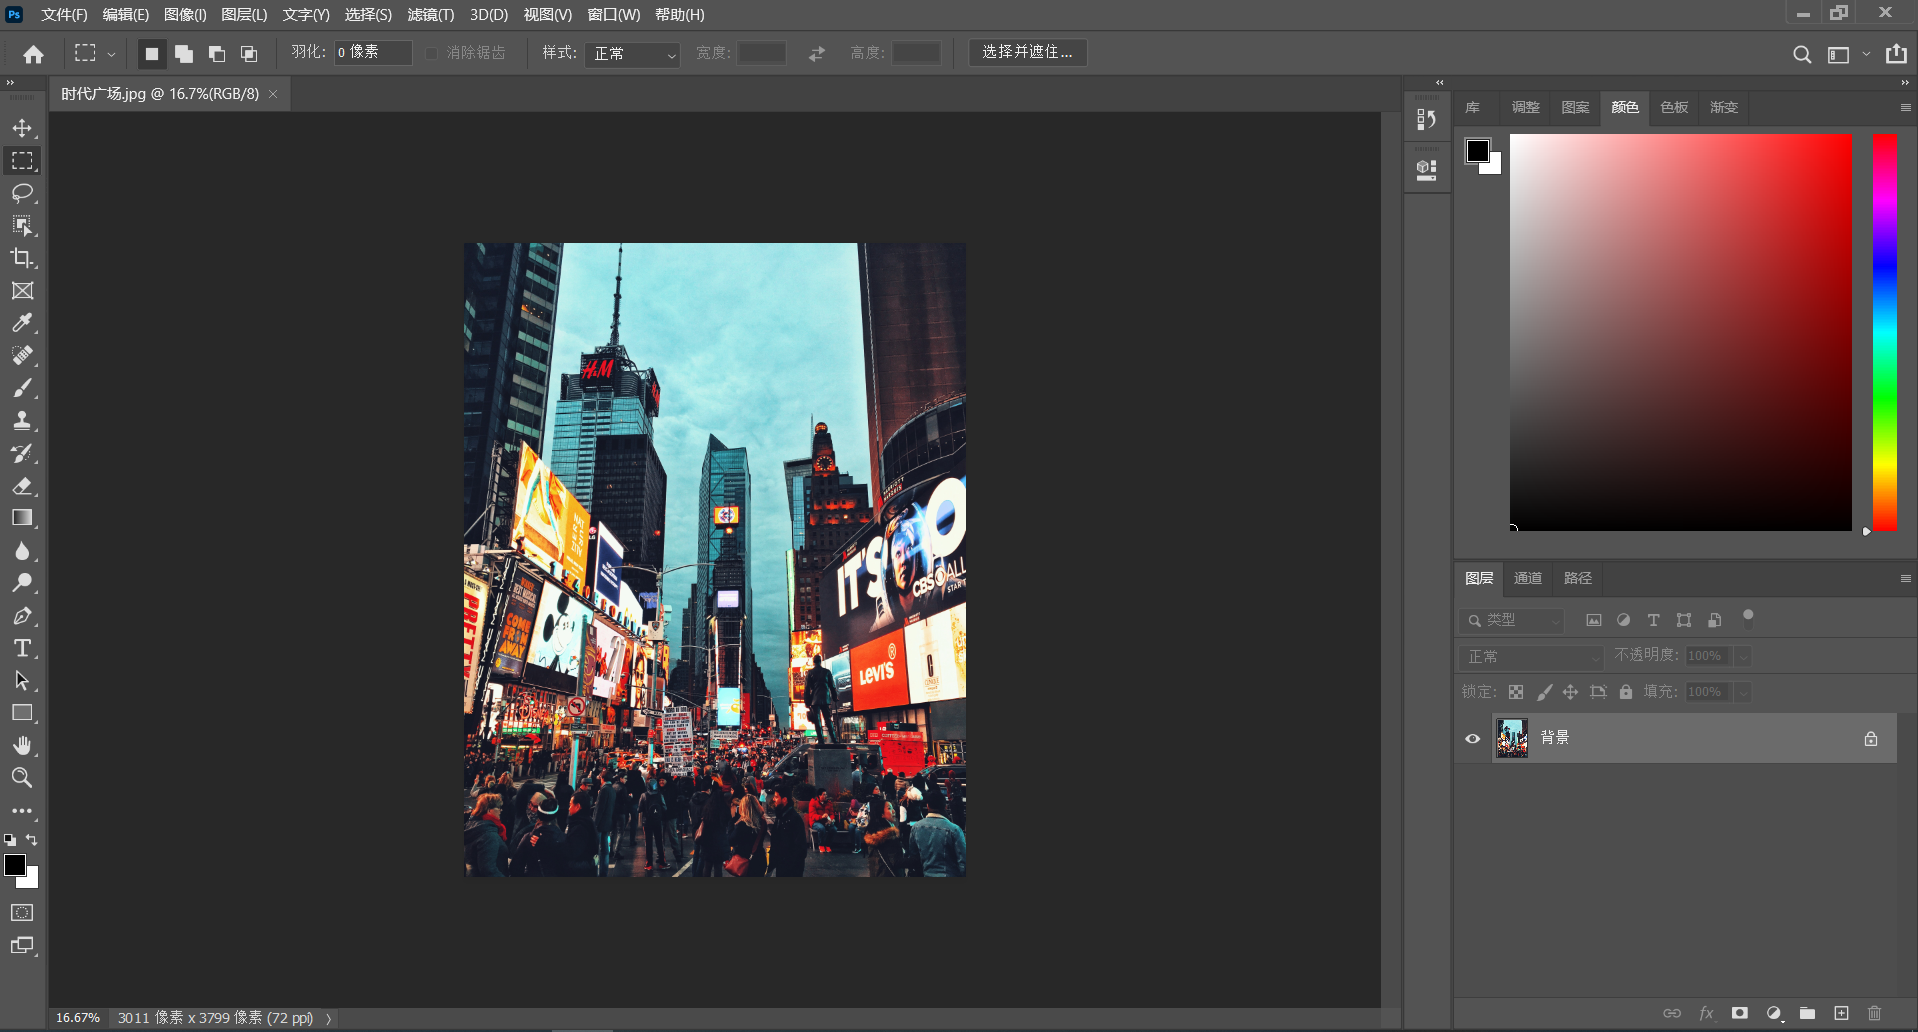 Ps 文件(F) 编辑(E) 图像(I) 图层(L) 文字(Y) 选择(S) 滤镜(T) 3D(D) 视图(V) 窗口(W) 帮助(H)
羽化: 0 像素 消除锯齿 样式: 正常 宽度: 高度: 选择并遮住...
时代广场.jpg @ 16.7%(RGB/8) ×
库 调整 图案 颜色 色板 渐变
H&M
IT'S
CBS ALL
START
COME FROM AWAY
LEVI'S
图层 通道 路径
类型
正常 不透明度: 100%
锁定: 填充: 100%
背景
fx
16.67% 3011 像素 x 3799 像素 (72 ppi)